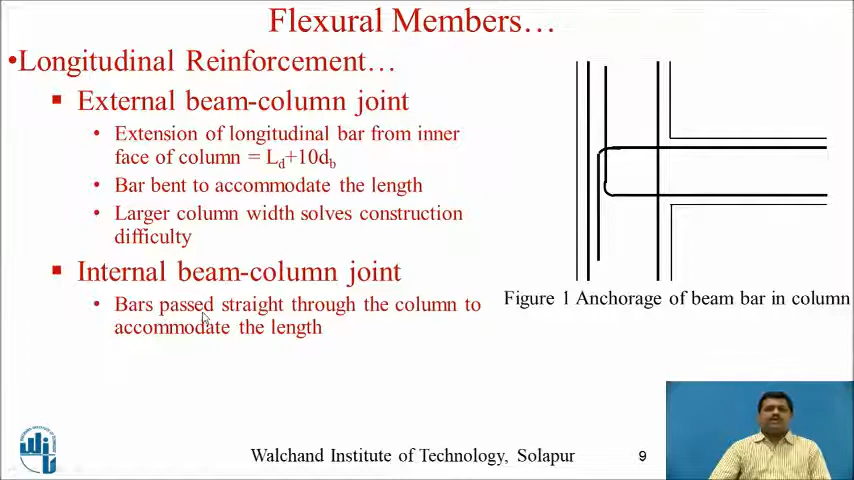 Flexural Members…
•Longitudinal Reinforcement…
▪ External beam-column joint
• Extension of longitudinal bar from inner
face of column = Ld+10db
• Bar bent to accommodate the length
• Larger column width solves construction
difficulty
▪ Internal beam-column joint
• Bars passed straight through the column to
accommodate the length
Figure 1 Anchorage of beam bar in column
Walchand Institute of Technology, Solapur
9